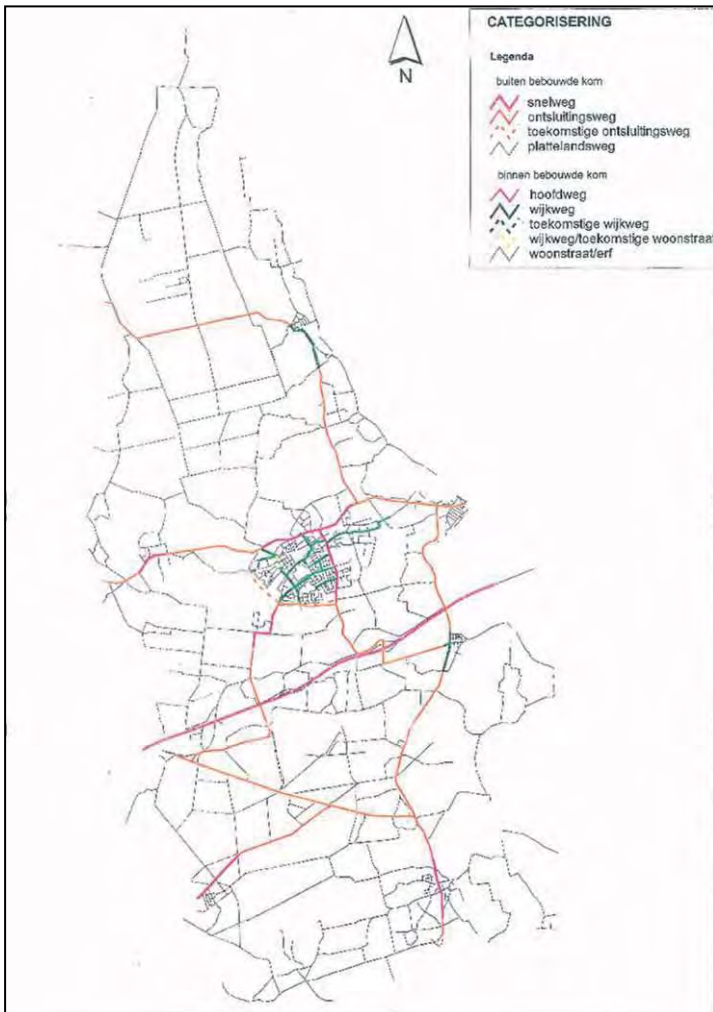 N
CATEGORISERING
Legenda
buiten bebouwde kom
snelweg
ontsluitingsweg
toekomstige ontsluitingsweg
plattelandsweg
binnen bebouwde kom
hoofdweg
wijkweg
toekomstige wijkweg
wijkweg/toekomstige woonstraat
woonstraat/erf